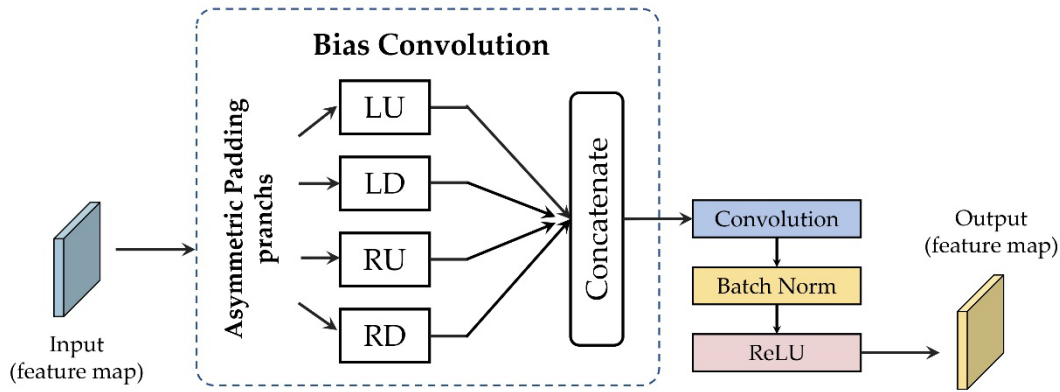 Bias Convolution
Asymmetric Padding
pranchs
LU
LD
RU
RD
Concatenate
Input
(feature map)
Convolution
Batch Norm
ReLU
Output
(feature map)